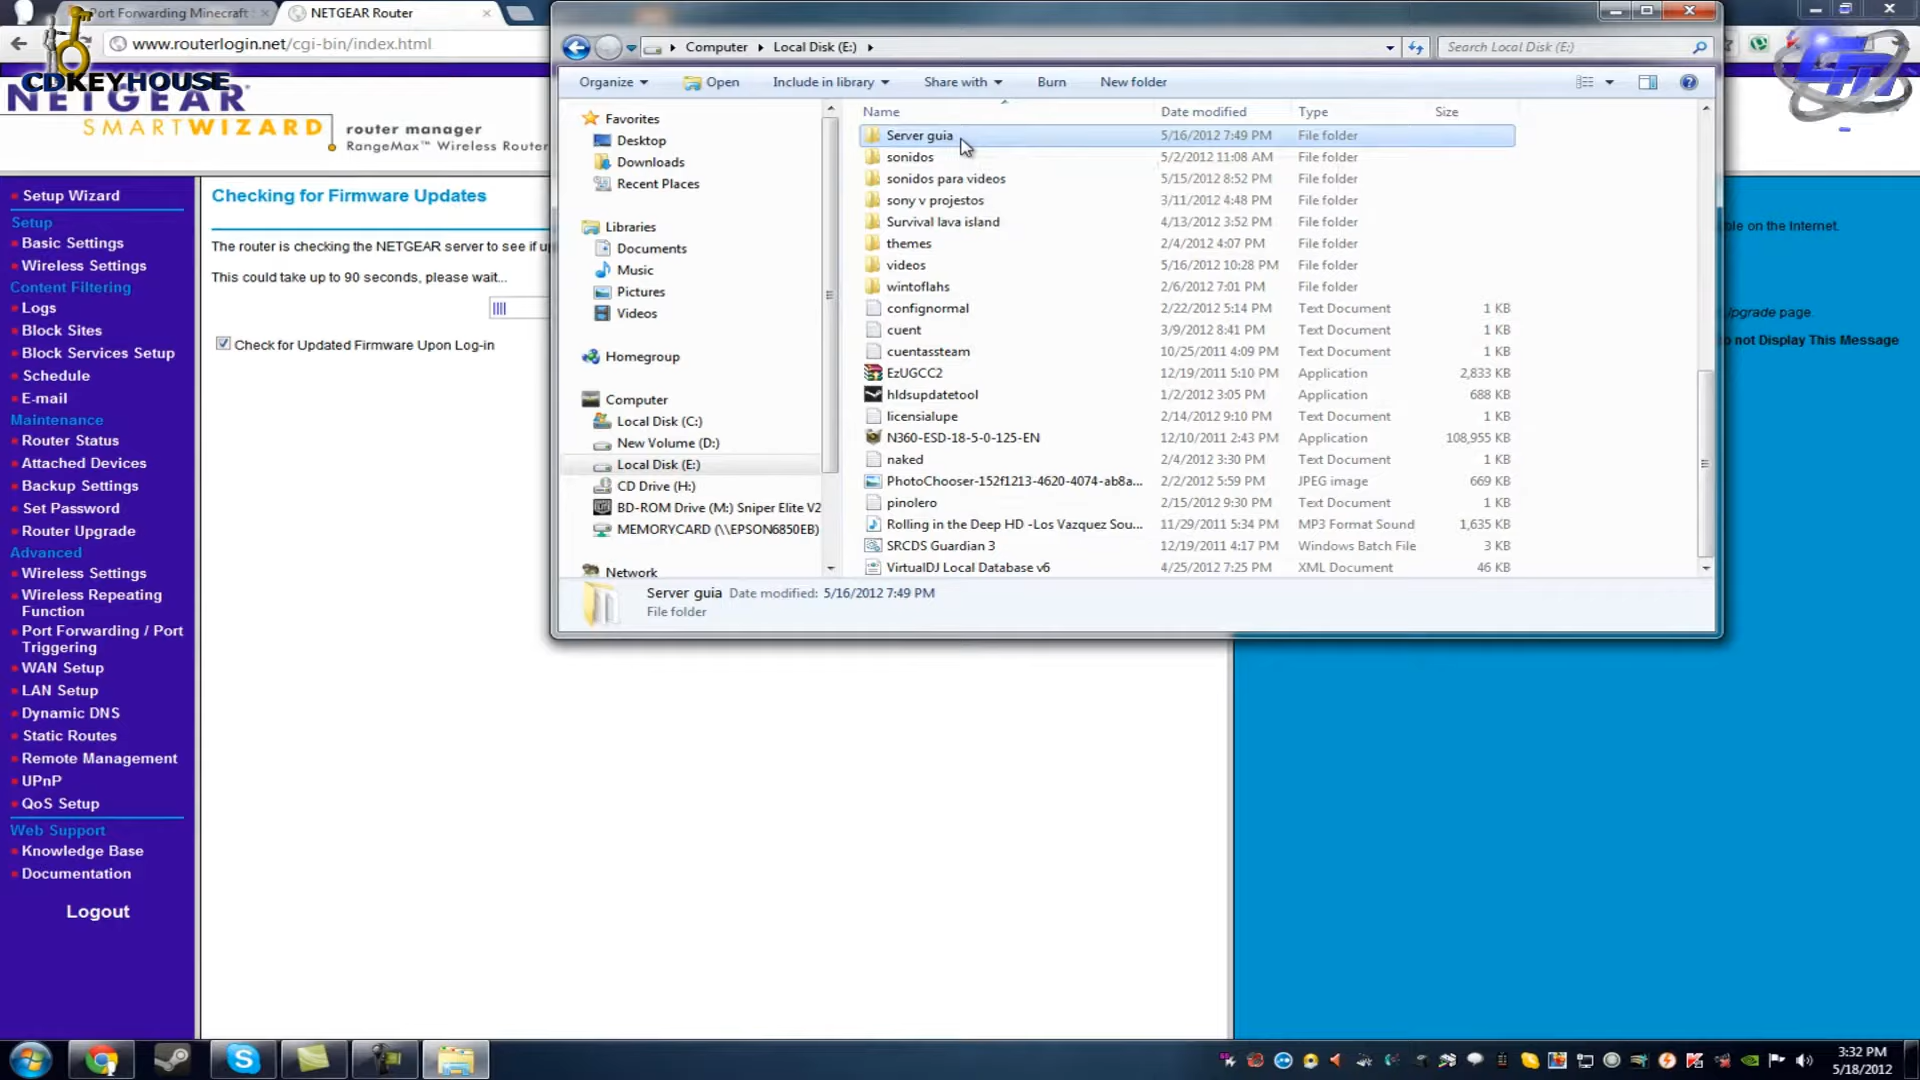 Port Forwarding Minecraft
NETGEAR Router
www.routerlogin.net/cgi-bin/index.html
CDKEYHOUSE
NETGEAR
SMARTWIZARD
router manager
RangeMax™ Wireless Router
Setup Wizard
Setup
Basic Settings
Wireless Settings
Content Filtering
Logs
Block Sites
Block Services Setup
Schedule
E-mail
Maintenance
Router Status
Attached Devices
Backup Settings
Set Password
Router Upgrade
Advanced
Wireless Settings
Wireless Repeating
Function
Port Forwarding / Port
Triggering
WAN Setup
LAN Setup
Dynamic DNS
Static Routes
Remote Management
UPnP
QoS Setup
Web Support
Knowledge Base
Documentation
Logout
Checking for Firmware Updates
The router is checking the NETGEAR server to see if
This could take up to 90 seconds, please wait...
Check for Updated Firmware Upon Log-in
Computer Local Disk (E:)
Search Local Disk (E:)
Organize Open Include in library Share with Burn New folder
Favorites
Desktop
Downloads
Recent Places
Libraries
Documents
Music
Pictures
Videos
Homegroup
Computer
Local Disk (C:)
New Volume (D:)
Local Disk (E:)
CD Drive (H:)
BD-ROM Drive (M:) Sniper Elite V2
MEMORYCARD (\\EPSON6850EB)
Network
Name Date modified Type Size
Server guia 5/16/2012 7:49 PM File folder
sonidos 5/2/2012 11:08 AM File folder
sonidos para videos 5/15/2012 8:52 PM File folder
sony v projestos 3/11/2012 4:48 PM File folder
Survival lava island 4/13/2012 3:52 PM File folder
themes 2/4/2012 4:07 PM File folder
videos 5/16/2012 10:28 PM File folder
wintoflahs 2/6/2012 7:01 PM File folder
confignormal 2/22/2012 5:14 PM Text Document 1 KB
cuent 3/9/2012 8:41 PM Text Document 1 KB
cuentassteam 10/25/2011 4:09 PM Text Document 1 KB
EzUGCC2 12/19/2011 5:10 PM Application 2,833 KB
hldsupdatetool 1/2/2012 3:05 PM Application 688 KB
licensialupe 2/14/2012 9:10 PM Text Document 1 KB
N360-ESD-18-5-0-125-EN 12/10/2011 2:43 PM Application 108,955 KB
naked 2/4/2012 3:30 PM Text Document 1 KB
PhotoChooser-152f1213-4620-4074-ab8a... 2/2/2012 5:59 PM JPEG image 669 KB
pinolero 2/15/2012 9:30 PM Text Document 1 KB
Rolling in the Deep HD -Los Vazquez Sou... 11/29/2011 5:34 PM MP3 Format Sound 1,635 KB
SRCDS Guardian 3 12/19/2011 4:17 PM Windows Batch File 3 KB
VirtualDJ Local Database v6 4/25/2012 7:25 PM XML Document 46 KB
Server guia Date modified: 5/16/2012 7:49 PM
File folder
on the Internet.
page
not Display This Message
3:32 PM
5/18/2012